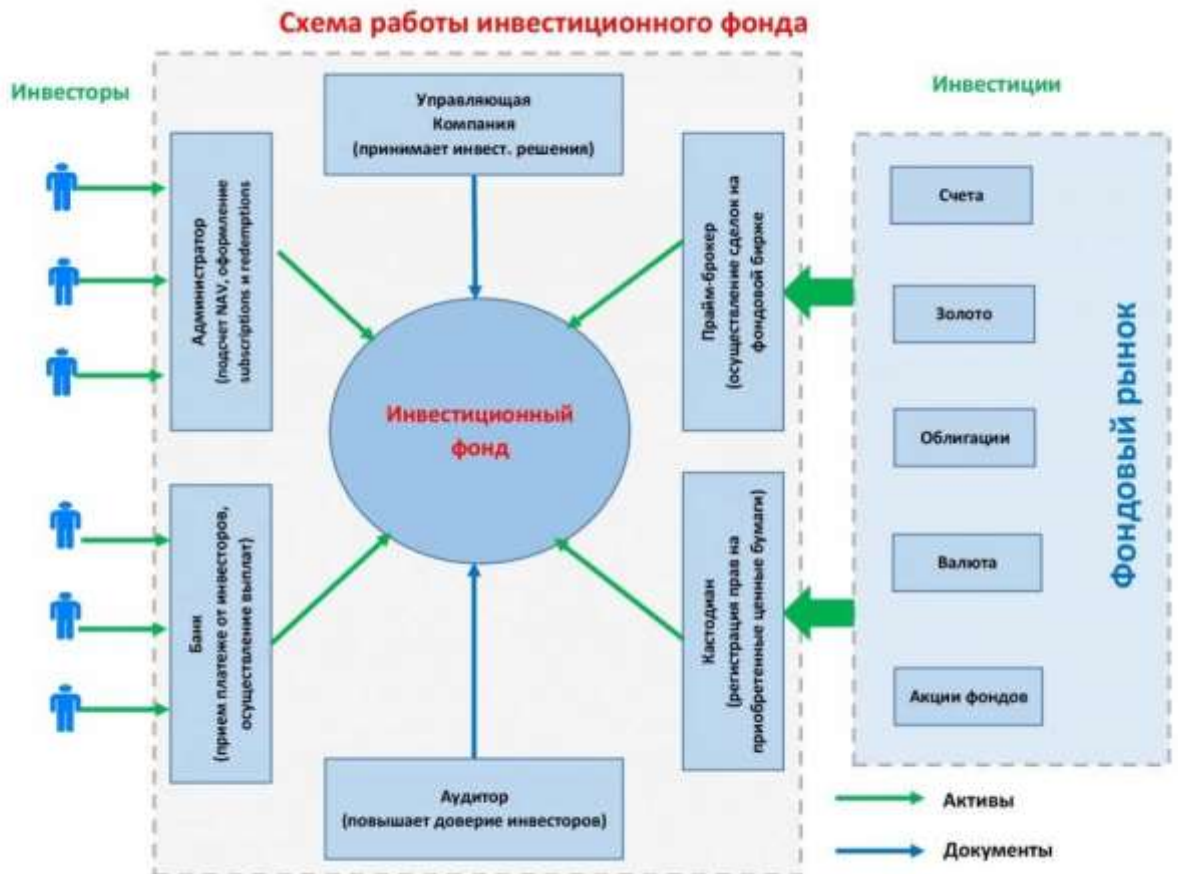 Схема работы инвестиционного фонда
Инвесторы
Инвестиции
Управляющая
Компания
(принимает инвест. решения)
Администратор
(подсчет NAV, оформление
subscriptions и redemptions
Прайм-брокер
(осуществление сделок на
фондовой бирже
Счета
Золото
Облигации
Валюта
Акции фондов
Фондовый рынок
Инвестиционный
фонд
Банк
(прием платеже от инвесторов,
осуществление выплат)
Кастодиан
(регистрация прав на
приобретенные ценные бумаги)
Аудитор
(повышает доверие инвесторов)
Активы
Документы